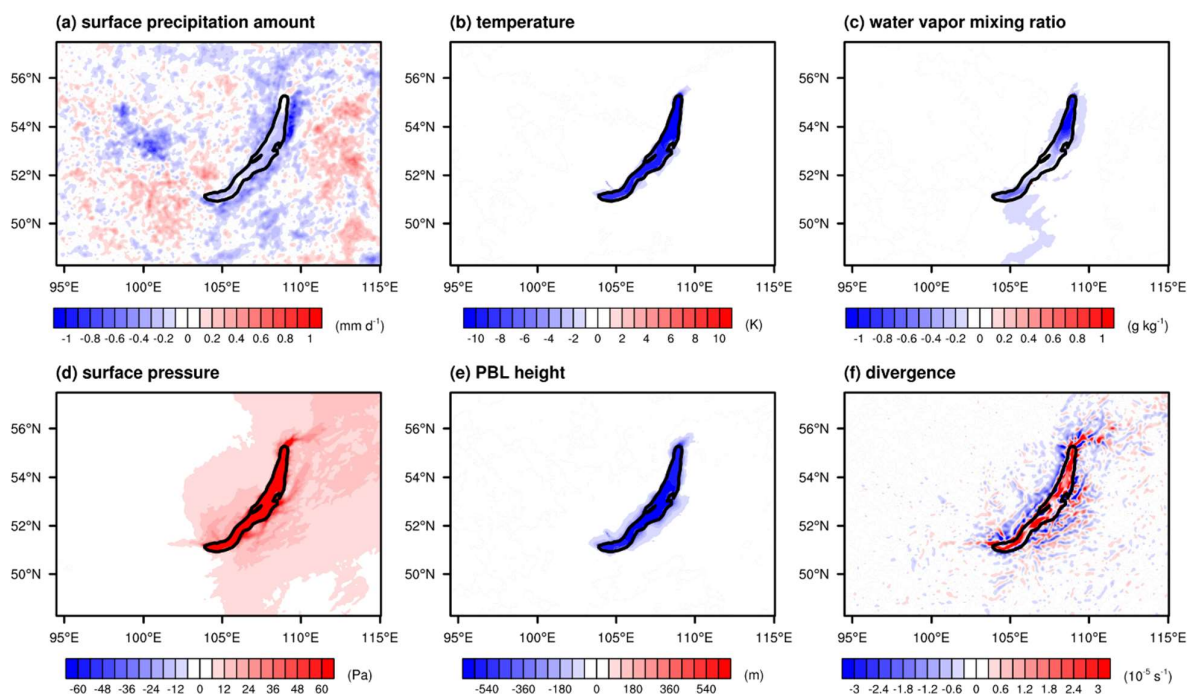 (a) surface precipitation amount
(b) temperature
(c) water vapor mixing ratio
56°N
54°N
52°N
50°N
95°E 100°E 105°E 110°E 115°E
56°N
54°N
52°N
50°N
95°E 100°E 105°E 110°E 115°E
56°N
54°N
52°N
50°N
95°E 100°E 105°E 110°E 115°E
-1 -0.8 -0.6 -0.4 -0.2 0 0.2 0.4 0.6 0.8 1 (mm d⁻¹)
-10 -8 -6 -4 -2 0 2 4 6 8 10 (K)
-1 -0.8 -0.6 -0.4 -0.2 0 0.2 0.4 0.6 0.8 1 (g kg⁻¹)
(d) surface pressure
(e) PBL height
(f) divergence
56°N
54°N
52°N
50°N
95°E 100°E 105°E 110°E 115°E
56°N
54°N
52°N
50°N
95°E 100°E 105°E 110°E 115°E
56°N
54°N
52°N
50°N
95°E 100°E 105°E 110°E 115°E
-60 -48 -36 -24 -12 0 12 24 36 48 60 (Pa)
-540 -360 -180 0 180 360 540 (m)
-3 -2.4 -1.8 -1.2 -0.6 0 0.6 1.2 1.8 2.4 3 (10⁻⁵ s⁻¹)